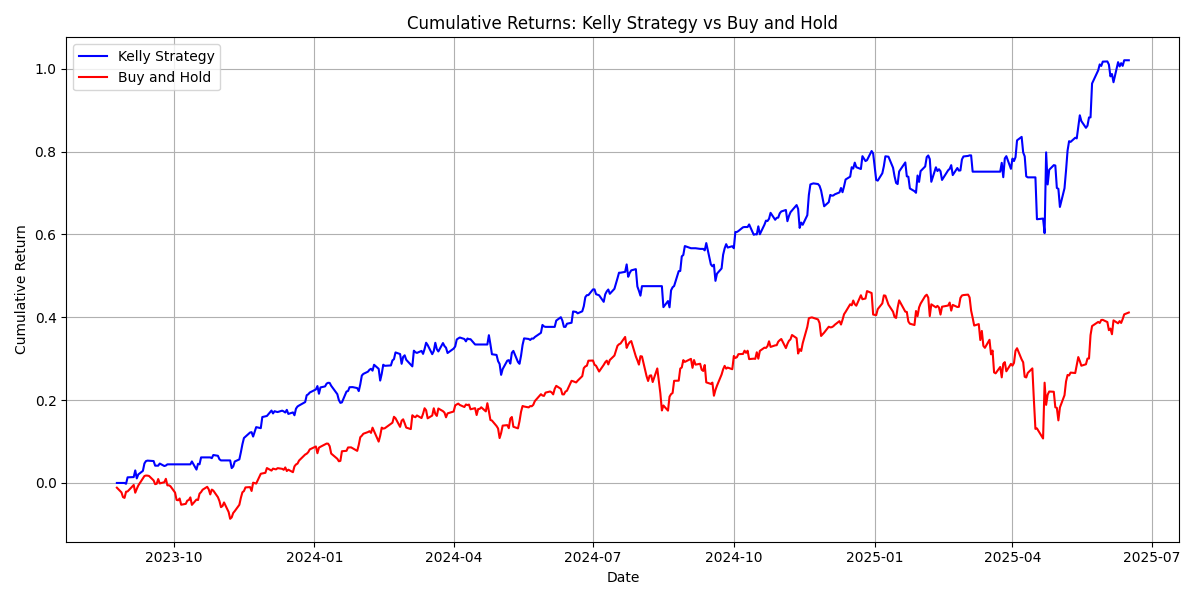 Cumulative Returns: Kelly Strategy vs Buy and Hold
Kelly Strategy
Buy and Hold
Cumulative Return
1.0
0.8
0.6
0.4
0.2
0.0
2023-10
2024-01
2024-04
2024-07
2024-10
2025-01
2025-04
2025-07
Date